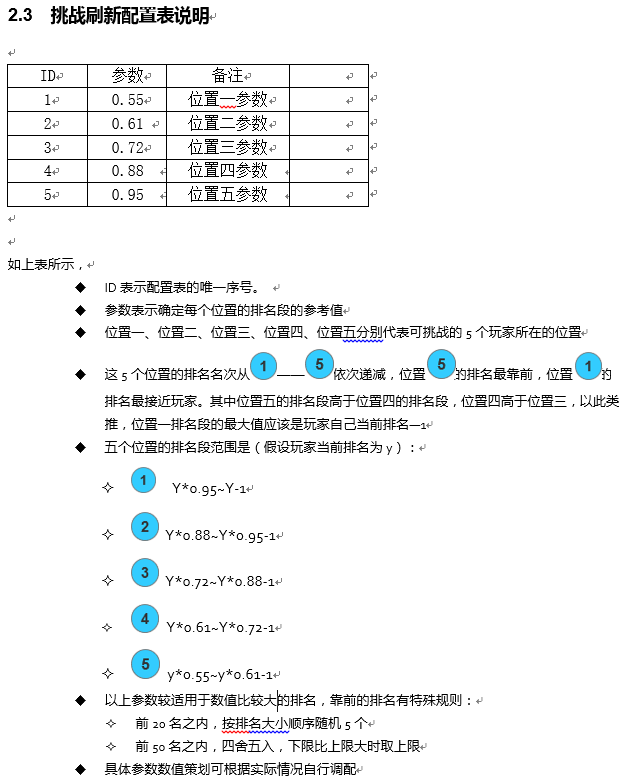 2.3 挑战刷新配置表说明
ID 参数 备注
1 0.55 位置一参数
2 0.61 位置二参数
3 0.72 位置三参数
4 0.88 位置四参数
5 0.95 位置五参数
如上表所示，
◆ ID 表示配置表的唯一序号。
◆ 参数表示确定每个位置的排名段的参考值
◆ 位置一、位置二、位置三、位置四、位置五分别代表可挑战的 5 个玩家所在的位置
◆ 这 5 个位置的排名名次从 1 —— 5 依次递减，位置 5 的排名最靠前，位置 1 的
排名最接近玩家。其中位置五的排名段高于位置四的排名段，位置四高于位置三，以此类
推，位置一排名段的最大值应该是玩家自己当前排名—1
◆ 五个位置的排名段范围是（假设玩家当前排名为 y）：
✧ 1 Y*0.95~Y-1
✧ 2 Y*0.88~Y*0.95-1
✧ 3 Y*0.72~Y*0.88-1
✧ 4 Y*0.61~Y*0.72-1
✧ 5 y*0.55~y*0.61-1
◆ 以上参数较适用于数值比较大的排名，靠前的排名有特殊规则：
✧ 前 20 名之内，按排名大小顺序随机 5 个
✧ 前 50 名之内，四舍五入，下限比上限大时取上限
◆ 具体参数数值策划可根据实际情况自行调配